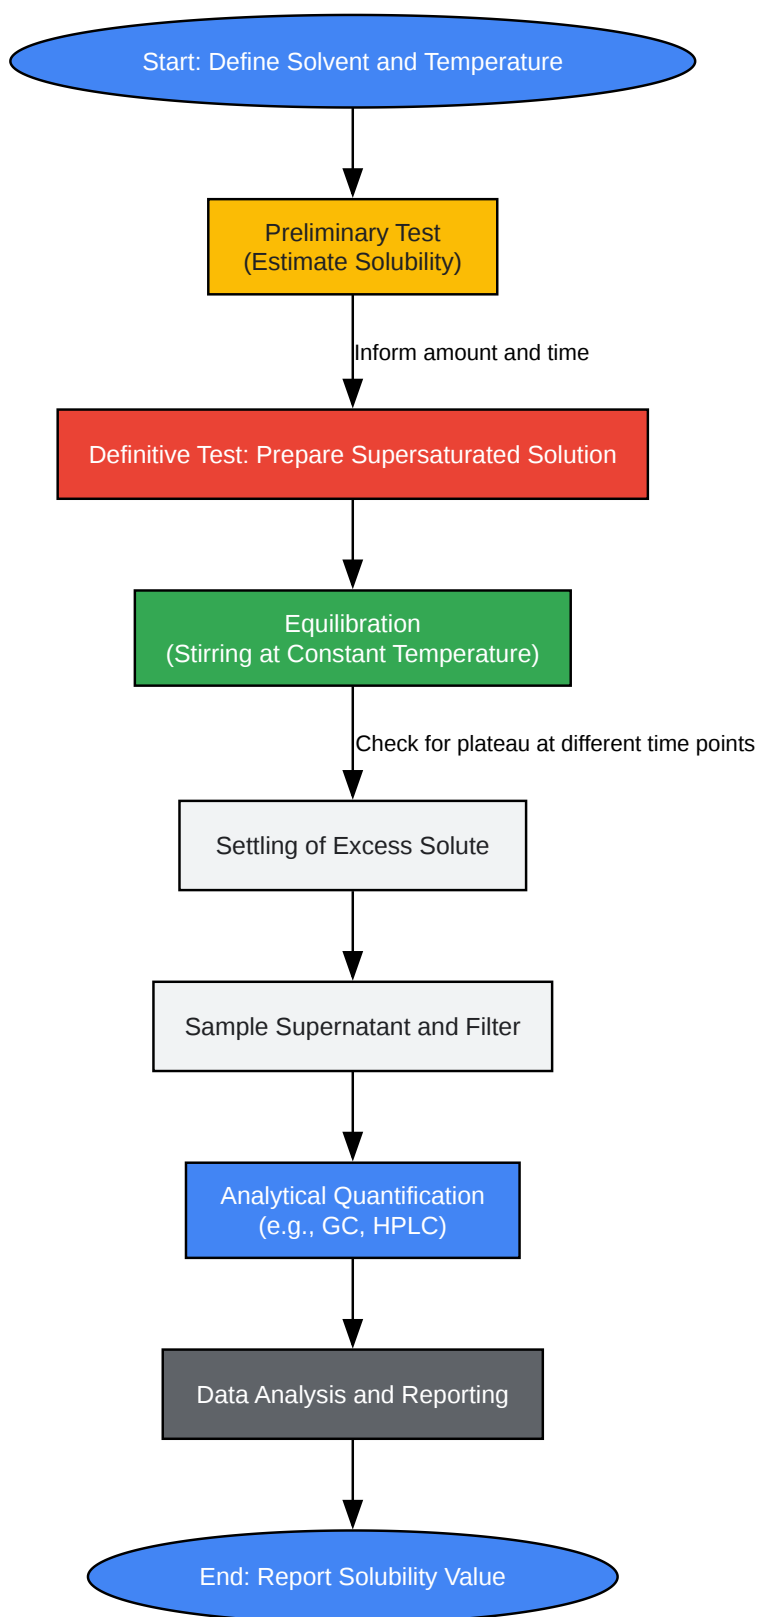 Start: Define Solvent and Temperature
Preliminary Test
(Estimate Solubility)
Inform amount and time
Definitive Test: Prepare Supersaturated Solution
Equilibration
(Stirring at Constant Temperature)
Check for plateau at different time points
Settling of Excess Solute
Sample Supernatant and Filter
Analytical Quantification
(e.g., GC, HPLC)
Data Analysis and Reporting
End: Report Solubility Value